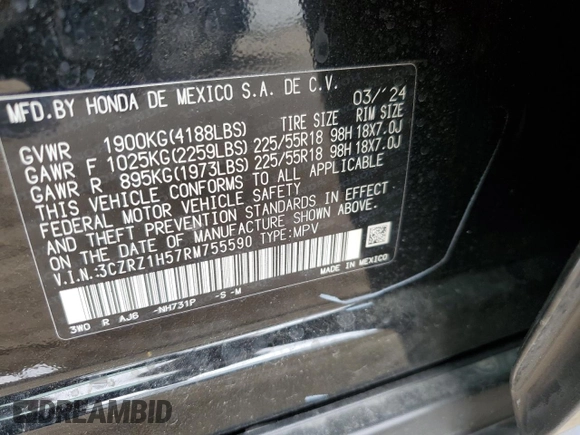 MFD.BY HONDA DE MEXICO S.A. DE C.V. 03/'24
TIRE SIZE RIM SIZE
GVWR 1900KG(4188LBS)
GAWR F 1025KG(2259LBS) 225/55R18 98H 18X7.0J
GAWR R 895KG(1973LBS) 225/55R18 98H 18X7.0J
THIS VEHICLE CONFORMS TO ALL APPLICABLE
FEDERAL MOTOR VEHICLE SAFETY
AND THEFT PREVENTION STANDARDS IN EFFECT
ON THE DATE OF MANUFACTURE SHOWN ABOVE.
V.I.N.3CZRZ1H57RM755590 TYPE:MPV
MADE IN MEXICO
3W0 R AJ6 -NH731P -S-M
DREAMBID